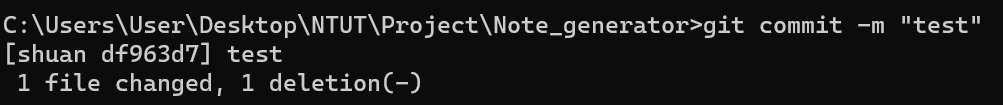 C:\Users\User\Desktop\NTUT\Project\Note_generator>git commit -m "test"
[shuan df963d7] test
 1 file changed, 1 deletion(-)